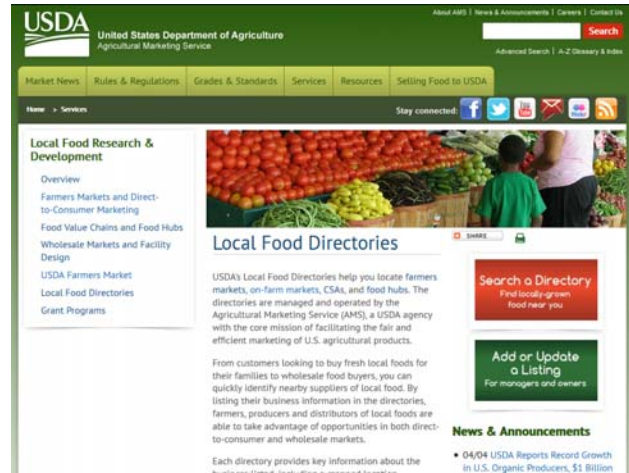 About AMS | News & Announcements | Careers | Contact Us
USDA
United States Department of Agriculture
Agricultural Marketing Service
Search
Advanced Search | A-Z Glossary & Index
Market News
Rules & Regulations
Grades & Standards
Services
Resources
Selling Food to USDA
Home > Services
Stay connected:
You Tube
flickr
Local Food Research &
Development
Overview
Farmers Markets and Direct-
to-Consumer Marketing
Food Value Chains and Food Hubs
Wholesale Markets and Facility
Design
USDA Farmers Market
Local Food Directories
Grant Programs
Local Food Directories
SHARE
USDA's Local Food Directories help you locate farmers
markets, on-farm markets, CSAs, and food hubs. The
directories are managed and operated by the
Agricultural Marketing Service (AMS), a USDA agency
with the core mission of facilitating the fair and
efficient marketing of U.S. agricultural products.
From customers looking to buy fresh local foods for
their families to wholesale food buyers, you can
quickly identify nearby suppliers of local food. By
listing their business information in the directories,
farmers, producers and distributors of local foods are
able to take advantage of opportunities in both direct-
to-consumer and wholesale markets.
Each directory provides key information about the
Search a Directory
Find locally-grown
food near you
Add or Update
a Listing
For managers and owners
News & Announcements
04/04 USDA Reports Record Growth
in U.S. Organic Producers, $1 Billion